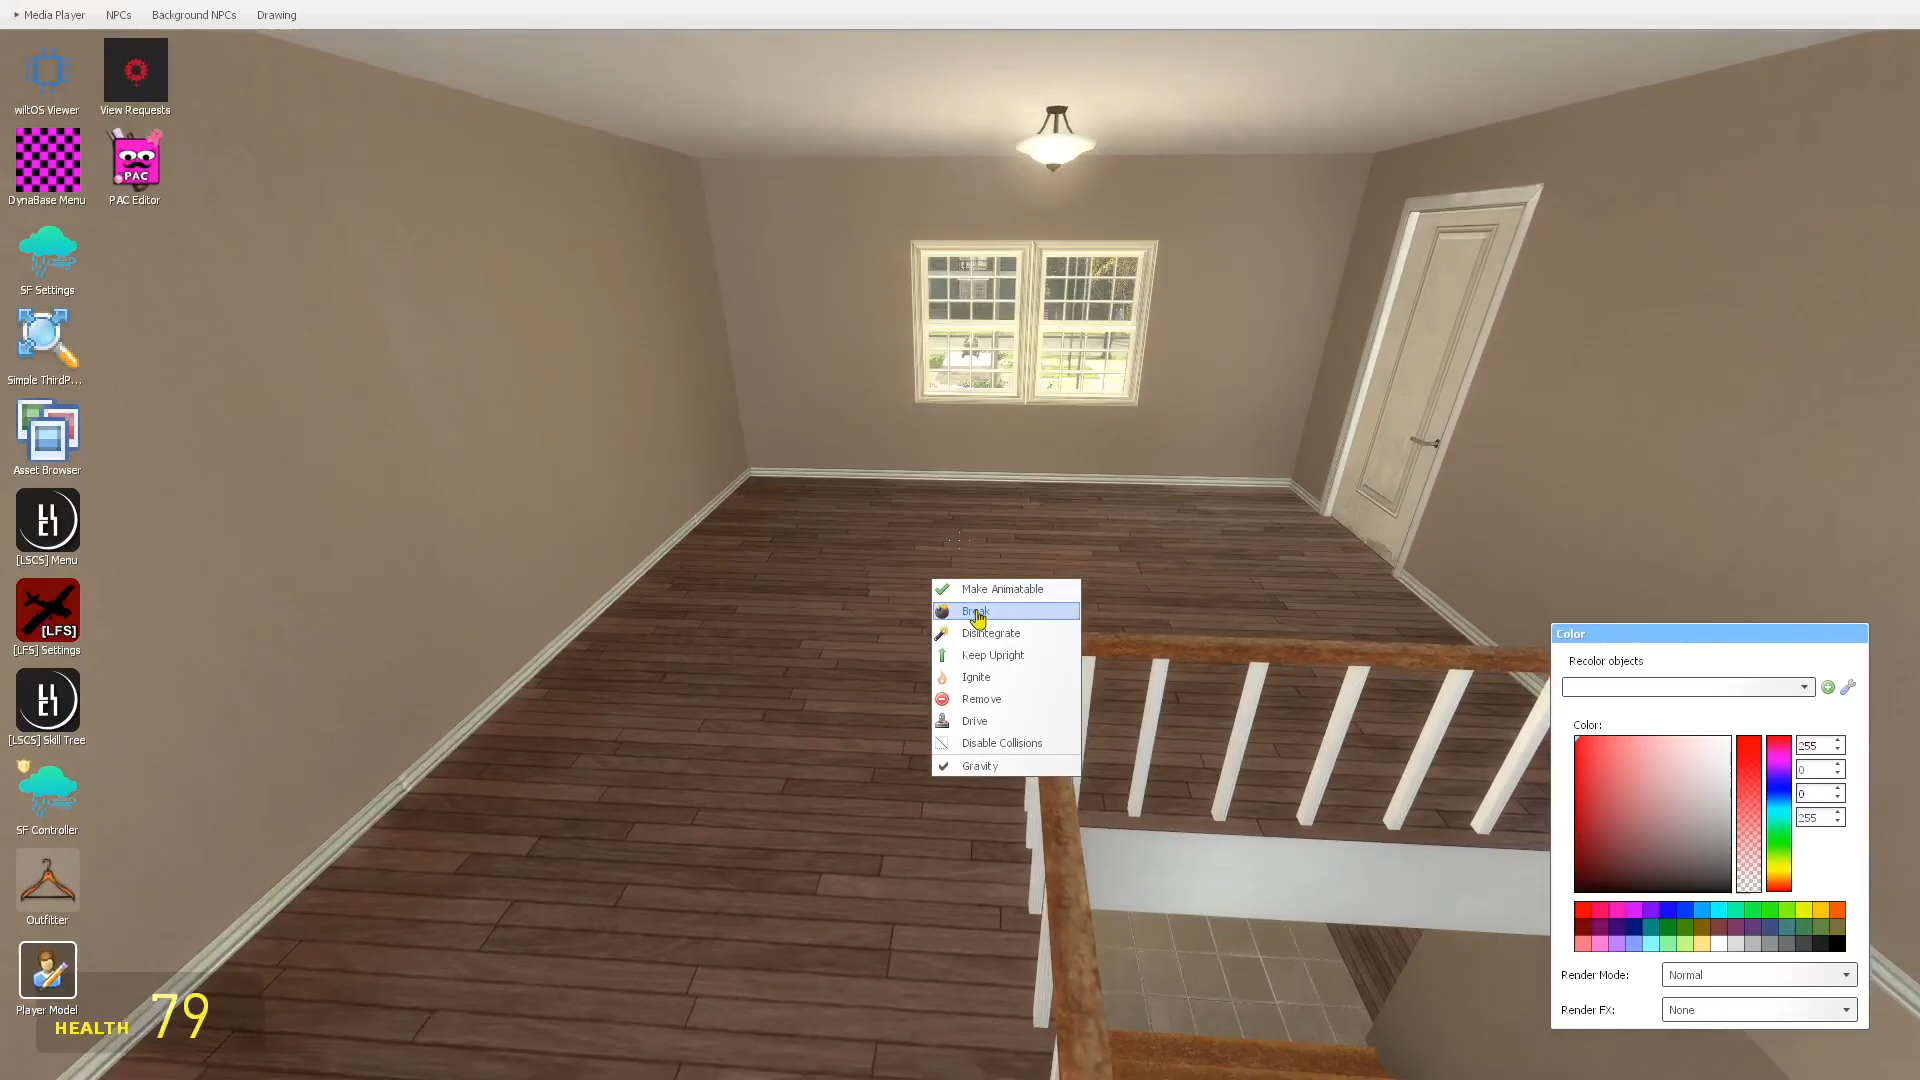 Media Player NPCs Background NPCs Drawing
wiltOS Viewer
View Requests
DynaBase Menu
PAC
PAC Editor
SF Settings
Simple ThirdP...
Asset Browser
[LSCS] Menu
[LFS]
[LFS] Settings
[LSCS] Skill Tree
SF Controller
Outfitter
Player Model
HEALTH 79
Make Animatable
Break
Disintegrate
Keep Upright
Ignite
Remove
Drive
Disable Collisions
Gravity
Color
Recolor objects
Color:
255
0
0
255
Render Mode: Normal
Render FX: None